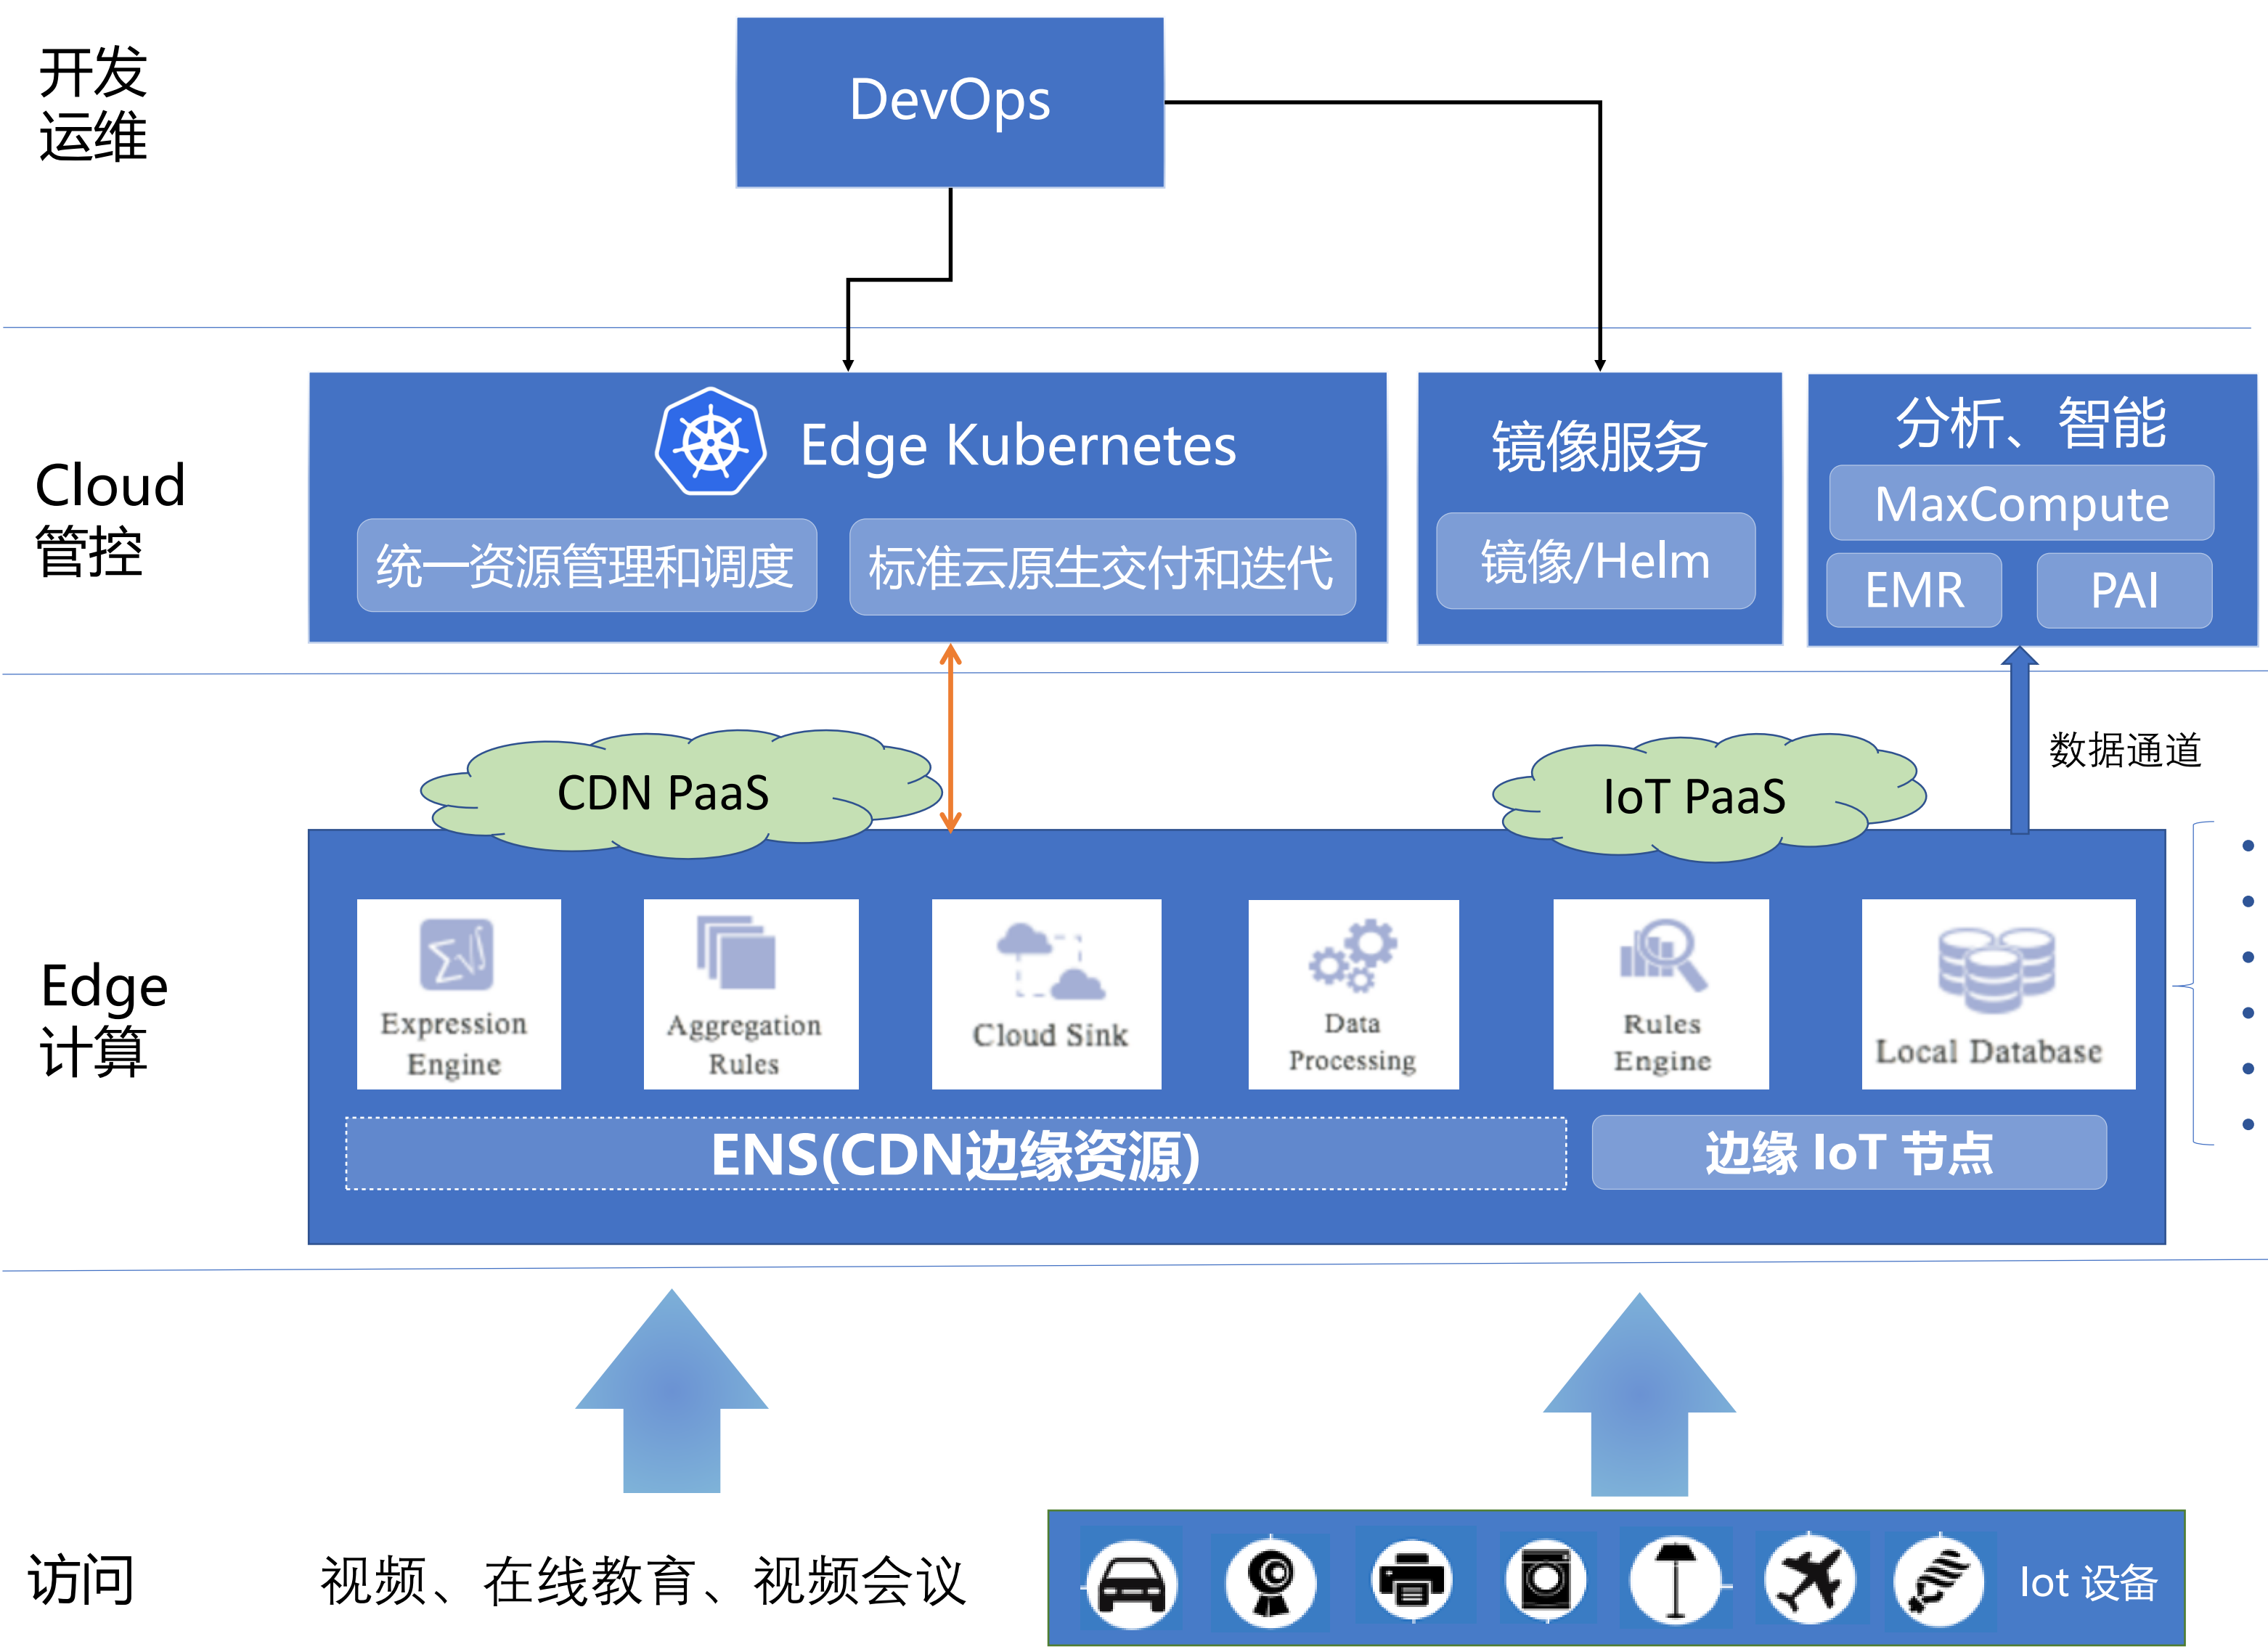 开发
运维
DevOps
Cloud
管控
Edge Kubernetes
统一资源管理和调度
标准云原生交付和迭代
镜像服务
镜像/Helm
分析、智能
MaxCompute
EMR
PAI
CDN PaaS
IoT PaaS
数据通道
Edge
计算
Expression
Engine
Aggregation
Rules
Cloud Sink
Data
Processing
Rules
Engine
Local Database
ENS(CDN边缘资源)
边缘 IoT 节点
访问
视频、在线教育、视频会议
Iot 设备